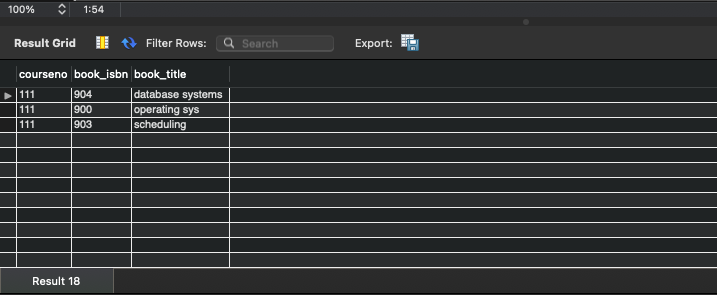 100% 1:54
Result Grid Filter Rows: Search Export:
courseno book_isbn book_title
111 904 database systems
111 900 operating sys
111 903 scheduling
Result 18